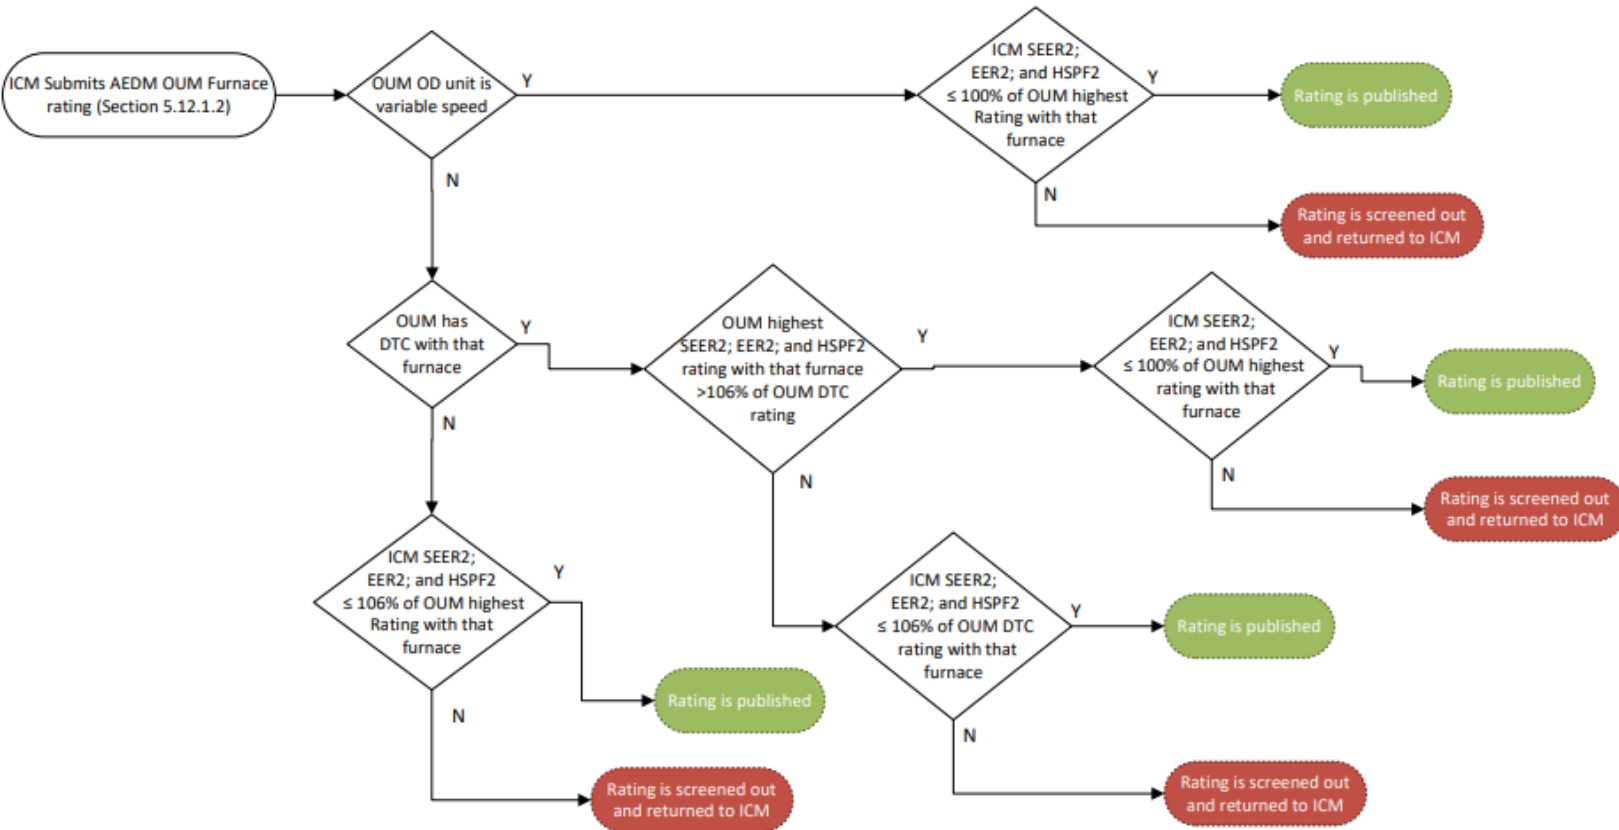 ICM Submits AEDM OUM Furnace
rating (Section 5.12.1.2)
OUM OD unit is
variable speed
Y
N
ICM SEER2;
EER2; and HSPF2
≤ 100% of OUM highest
Rating with that
furnace
Y
N
Rating is published
Rating is screened out
and returned to ICM
OUM has
DTC with that
furnace
Y
N
OUM highest
SEER2; EER2; and HSPF2
rating with that furnace
>106% of OUM DTC
rating
Y
N
ICM SEER2;
EER2; and HSPF2
≤ 100% of OUM highest
rating with that
furnace
Y
N
Rating is published
Rating is screened out
and returned to ICM
ICM SEER2;
EER2; and HSPF2
≤ 106% of OUM highest
Rating with that
furnace
Y
N
Rating is published
Rating is screened out
and returned to ICM
ICM SEER2;
EER2; and HSPF2
≤ 106% of OUM DTC
rating with that
furnace
Y
N
Rating is published
Rating is screened out
and returned to ICM